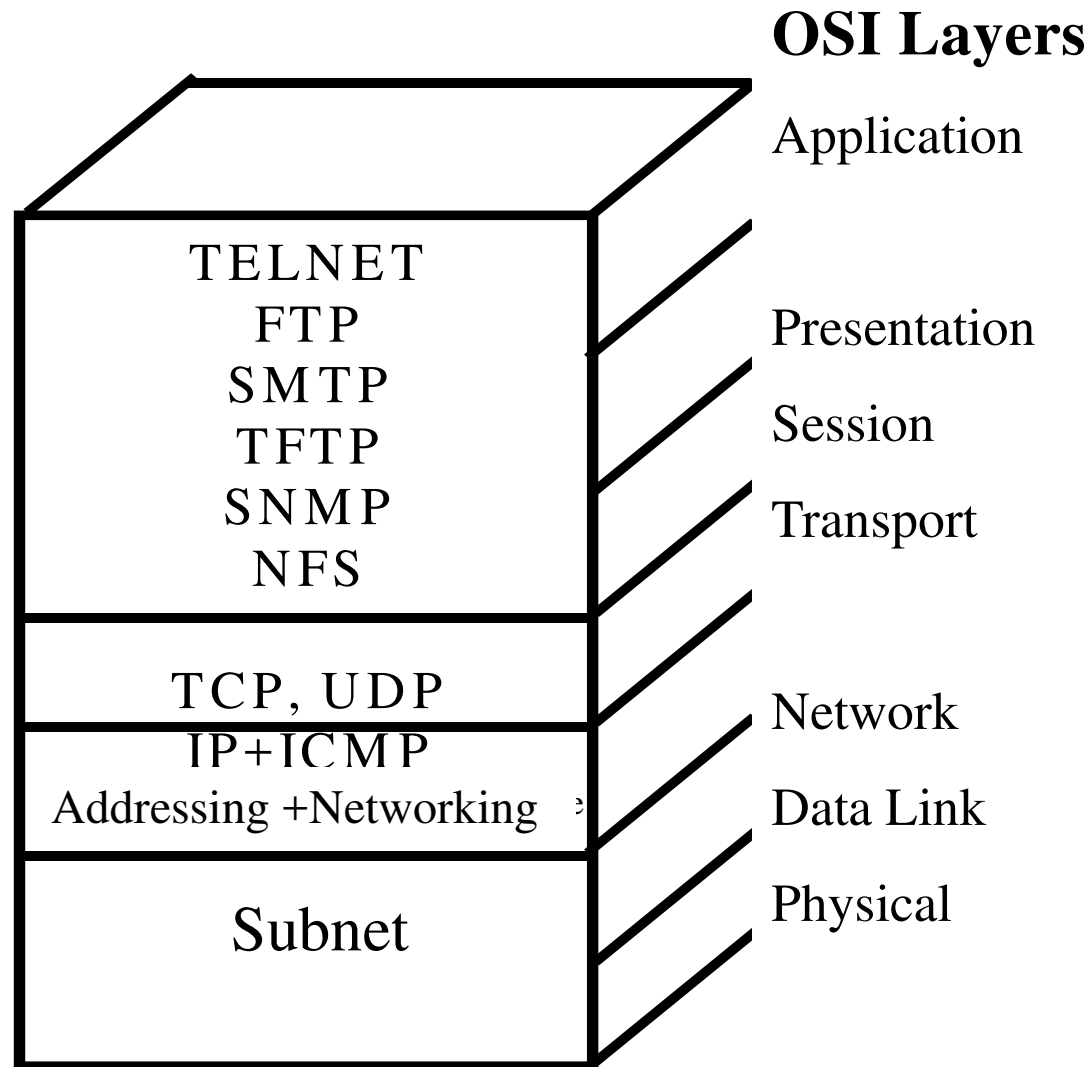 OSI Layers
Application
TELNET
FTP
SMTP
TFTP
SNMP
NFS
TCP, UDP
IP+ICMP
Addressing +Networking
Subnet
Presentation
Session
Transport
Network
Data Link
Physical